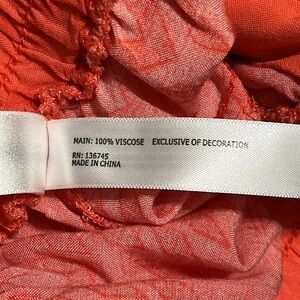 MAIN: 100% VISCOSE EXCLUSIVE OF DECORATION
RN: 136745
MADE IN CHINA